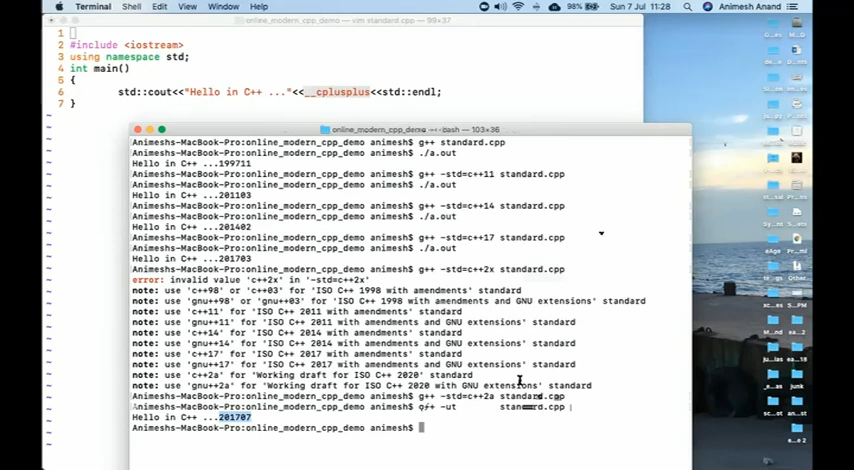 Terminal Shell Edit View Window Help 98% Sun 7 Jul 11:28 Animesh Anand
online_modern_cpp_demo — vim standard.cpp — 99×37
1
2 #include <iostream>
3 using namespace std;
4 int main()
5 {
6 std::cout<<"Hello in C++ ..."<<__cplusplus<<std::endl;
7 }
online_modern_cpp_demo — -bash — 103×36
Animeshs-MacBook-Pro:online_modern_cpp_demo animesh$ g++ standard.cpp
Animeshs-MacBook-Pro:online_modern_cpp_demo animesh$ ./a.out
Hello in C++ ...199711
Animeshs-MacBook-Pro:online_modern_cpp_demo animesh$ g++ -std=c++11 standard.cpp
Animeshs-MacBook-Pro:online_modern_cpp_demo animesh$ ./a.out
Hello in C++ ...201103
Animeshs-MacBook-Pro:online_modern_cpp_demo animesh$ g++ -std=c++14 standard.cpp
Animeshs-MacBook-Pro:online_modern_cpp_demo animesh$ ./a.out
Hello in C++ ...201402
Animeshs-MacBook-Pro:online_modern_cpp_demo animesh$ g++ -std=c++17 standard.cpp
Animeshs-MacBook-Pro:online_modern_cpp_demo animesh$ ./a.out
Hello in C++ ...201703
Animeshs-MacBook-Pro:online_modern_cpp_demo animesh$ g++ -std=c++2x standard.cpp
error: invalid value 'c++2x' in '-std=c++2x'
note: use 'c++98' or 'c++03' for 'ISO C++ 1998 with amendments' standard
note: use 'gnu++98' or 'gnu++03' for 'ISO C++ 1998 with amendments and GNU extensions' standard
note: use 'c++11' for 'ISO C++ 2011 with amendments' standard
note: use 'gnu++11' for 'ISO C++ 2011 with amendments and GNU extensions' standard
note: use 'c++14' for 'ISO C++ 2014 with amendments' standard
note: use 'gnu++14' for 'ISO C++ 2014 with amendments and GNU extensions' standard
note: use 'c++17' for 'ISO C++ 2017 with amendments' standard
note: use 'gnu++17' for 'ISO C++ 2017 with amendments and GNU extensions' standard
note: use 'c++2a' for 'Working draft for ISO C++ 2020' standard
note: use 'gnu++2a' for 'Working draft for ISO C++ 2020 with GNU extensions' standard
Animeshs-MacBook-Pro:online_modern_cpp_demo animesh$ g++ -std=c++2a standard.cpp
Animeshs-MacBook-Pro:online_modern_cpp_demo animesh$
Hello in C++ ...201707
Animeshs-MacBook-Pro:online_modern_cpp_demo animesh$